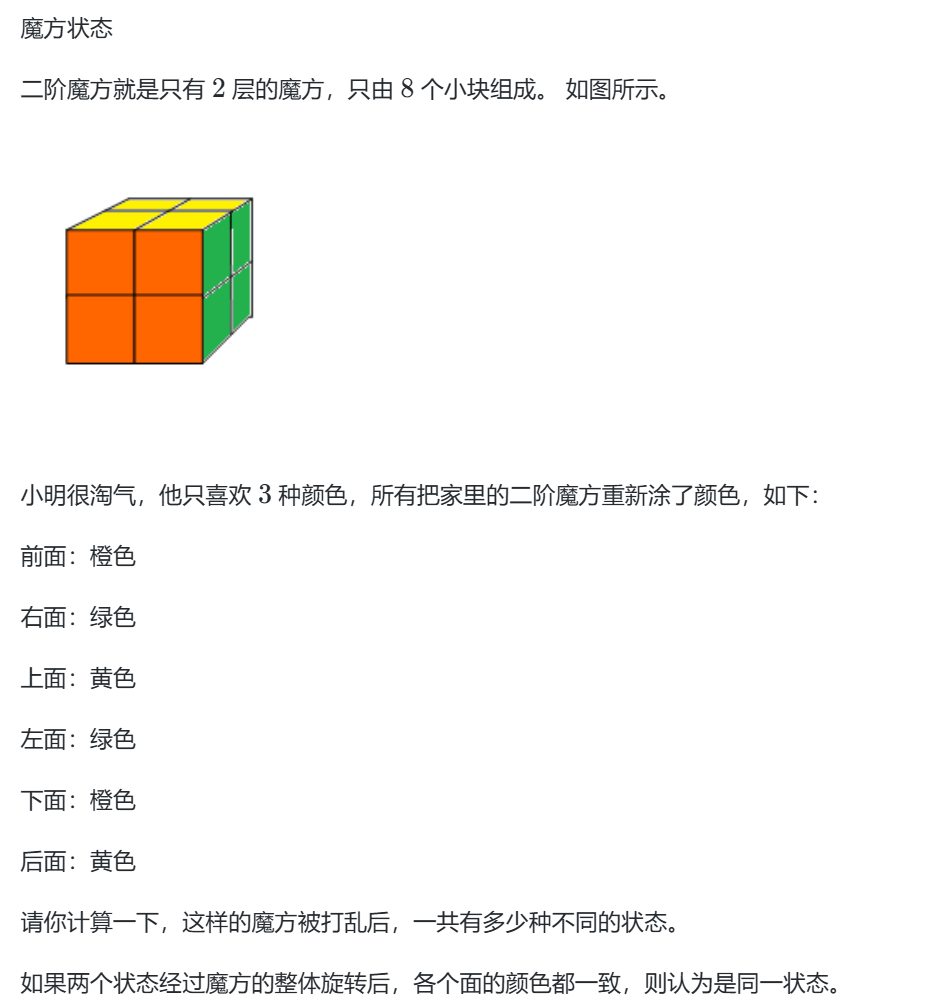 魔方状态
二阶魔方就是只有 2 层的魔方，只由 8 个小块组成。 如图所示。
小明很淘气，他只喜欢 3 种颜色，所有把家里的二阶魔方重新涂了颜色，如下：
前面：橙色
右面：绿色
上面：黄色
左面：绿色
下面：橙色
后面：黄色
请你计算一下，这样的魔方被打乱后，一共有多少种不同的状态。
如果两个状态经过魔方的整体旋转后，各个面的颜色都一致，则认为是同一状态。